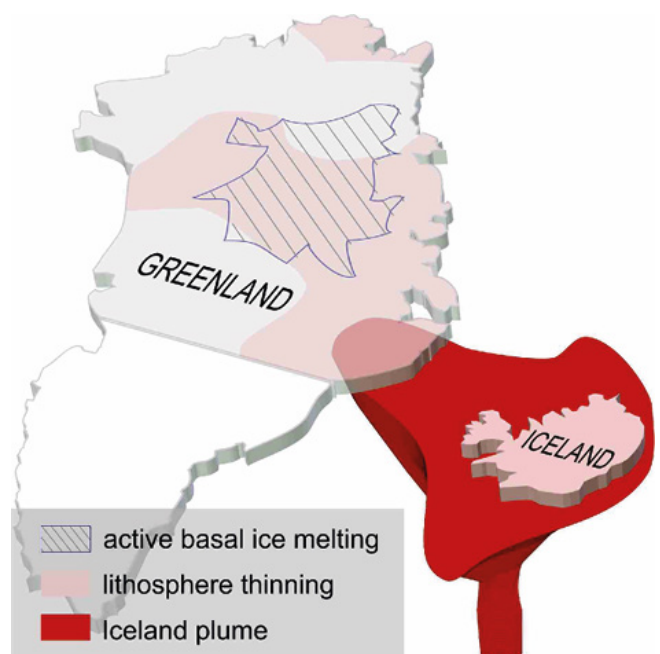 GREENLAND
ICELAND
active basal ice melting
lithosphere thinning
Iceland plume